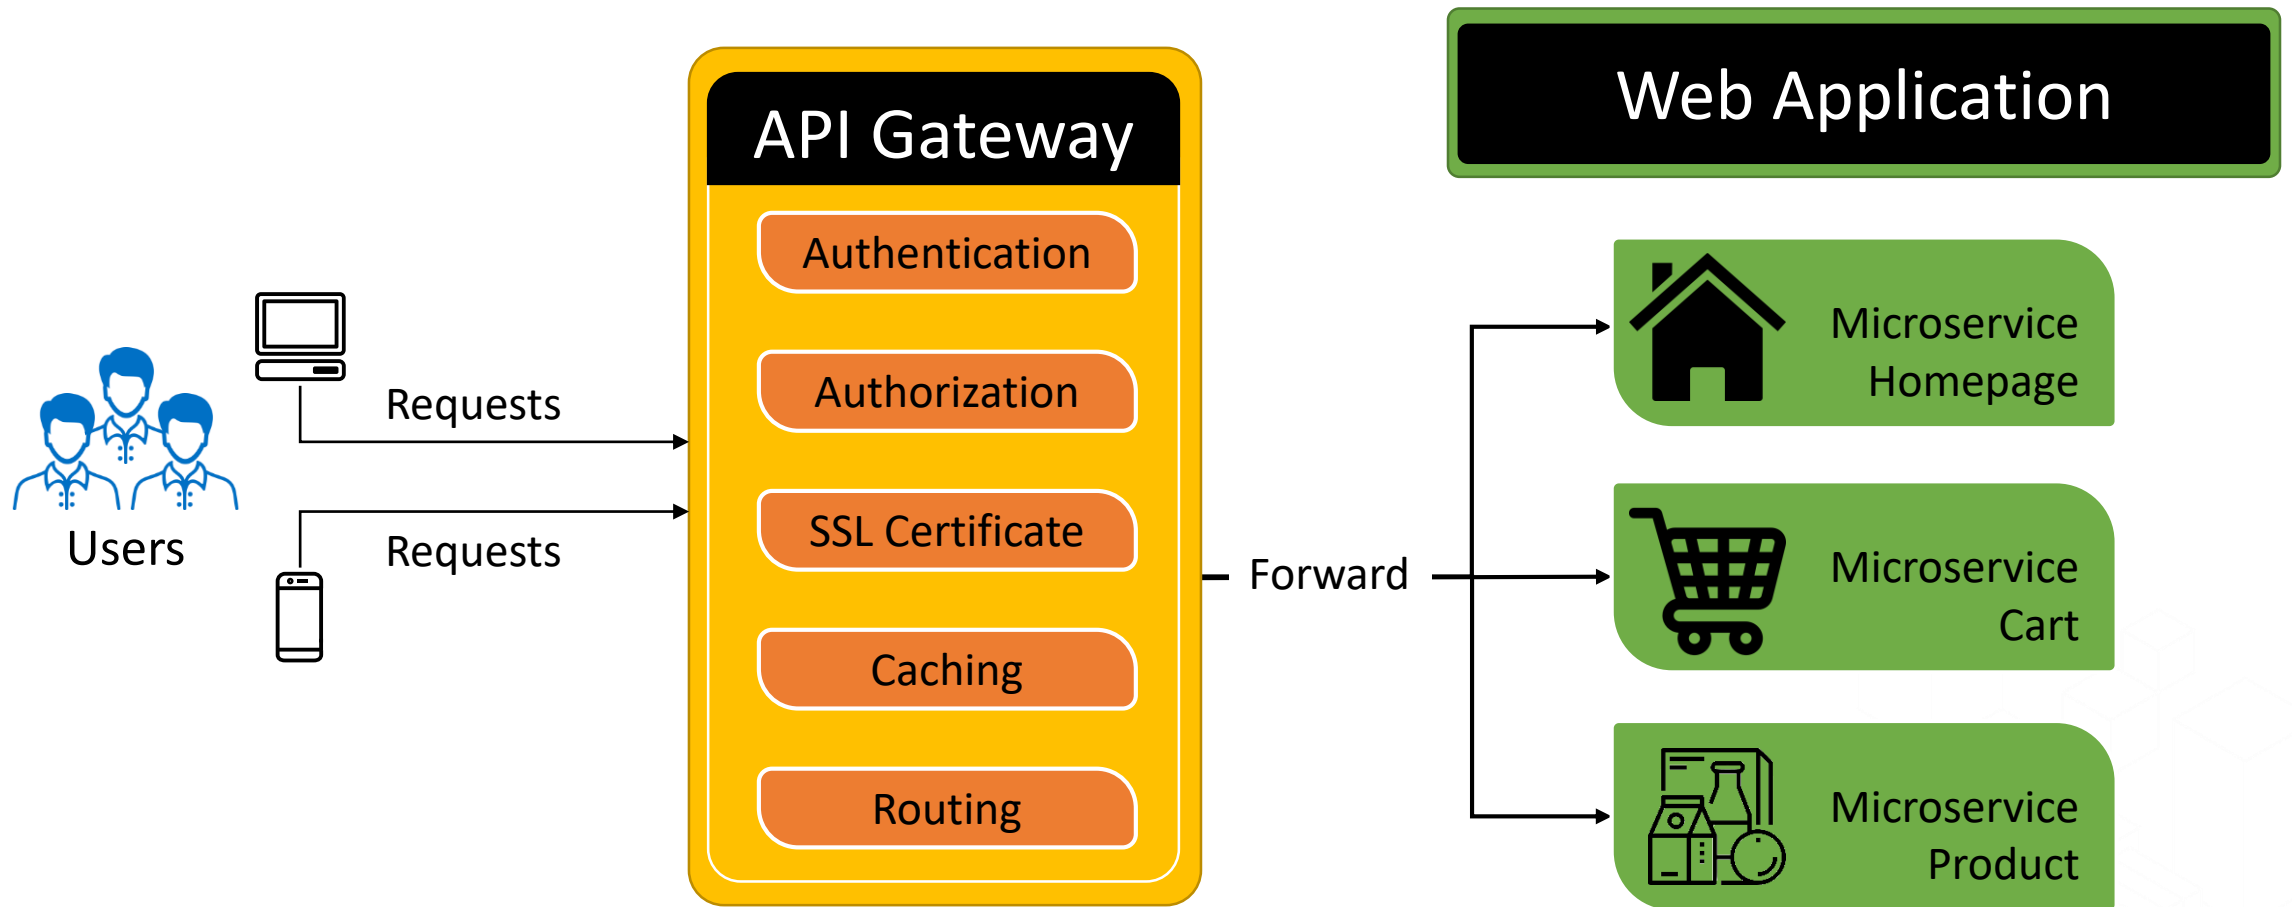 Users
Requests
Requests
API Gateway
Authentication
Authorization
SSL Certificate
Caching
Routing
Forward
Web Application
Microservice
Homepage
Microservice
Cart
Microservice
Product